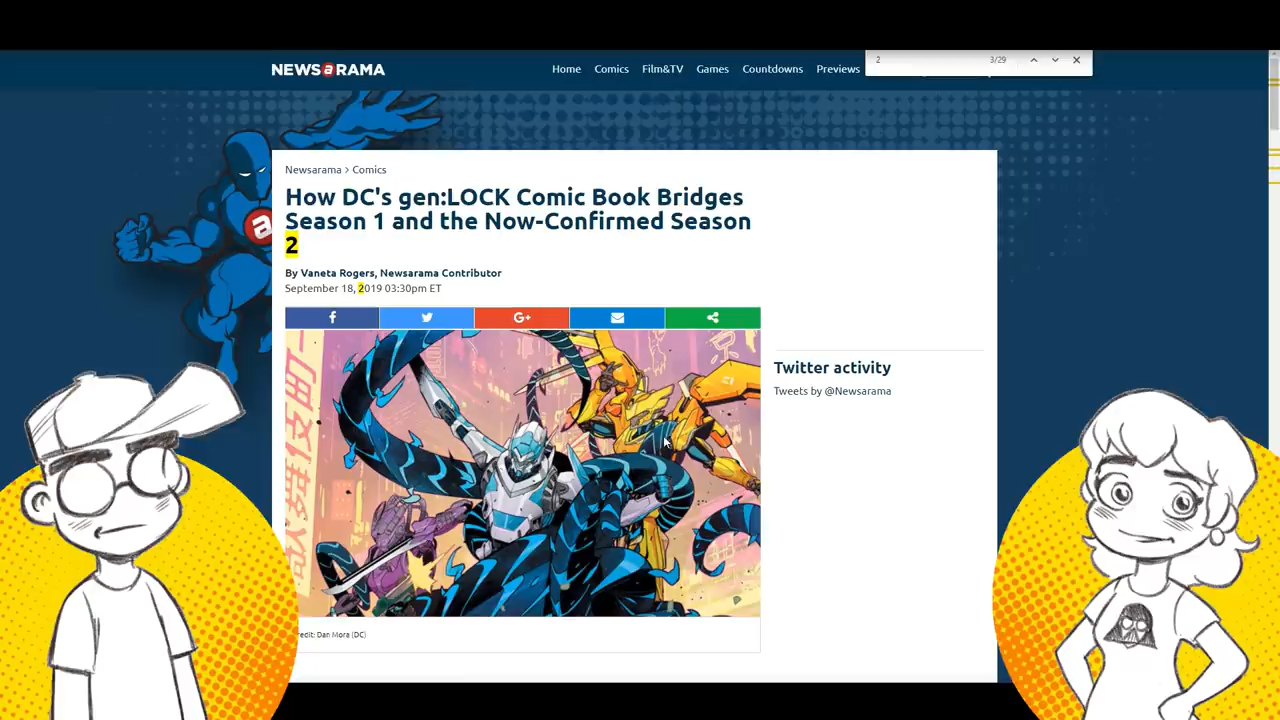 NEWSaRAMA
Home Comics Film&TV Games Countdowns Previews
2 3/29
Newsarama > Comics
How DC's gen:LOCK Comic Book Bridges
Season 1 and the Now-Confirmed Season
2
By Vaneta Rogers, Newsarama Contributor
September 18, 2019 03:30pm ET
G+
Twitter activity
Tweets by @Newsarama
a
redit: Dan Mora (DC)